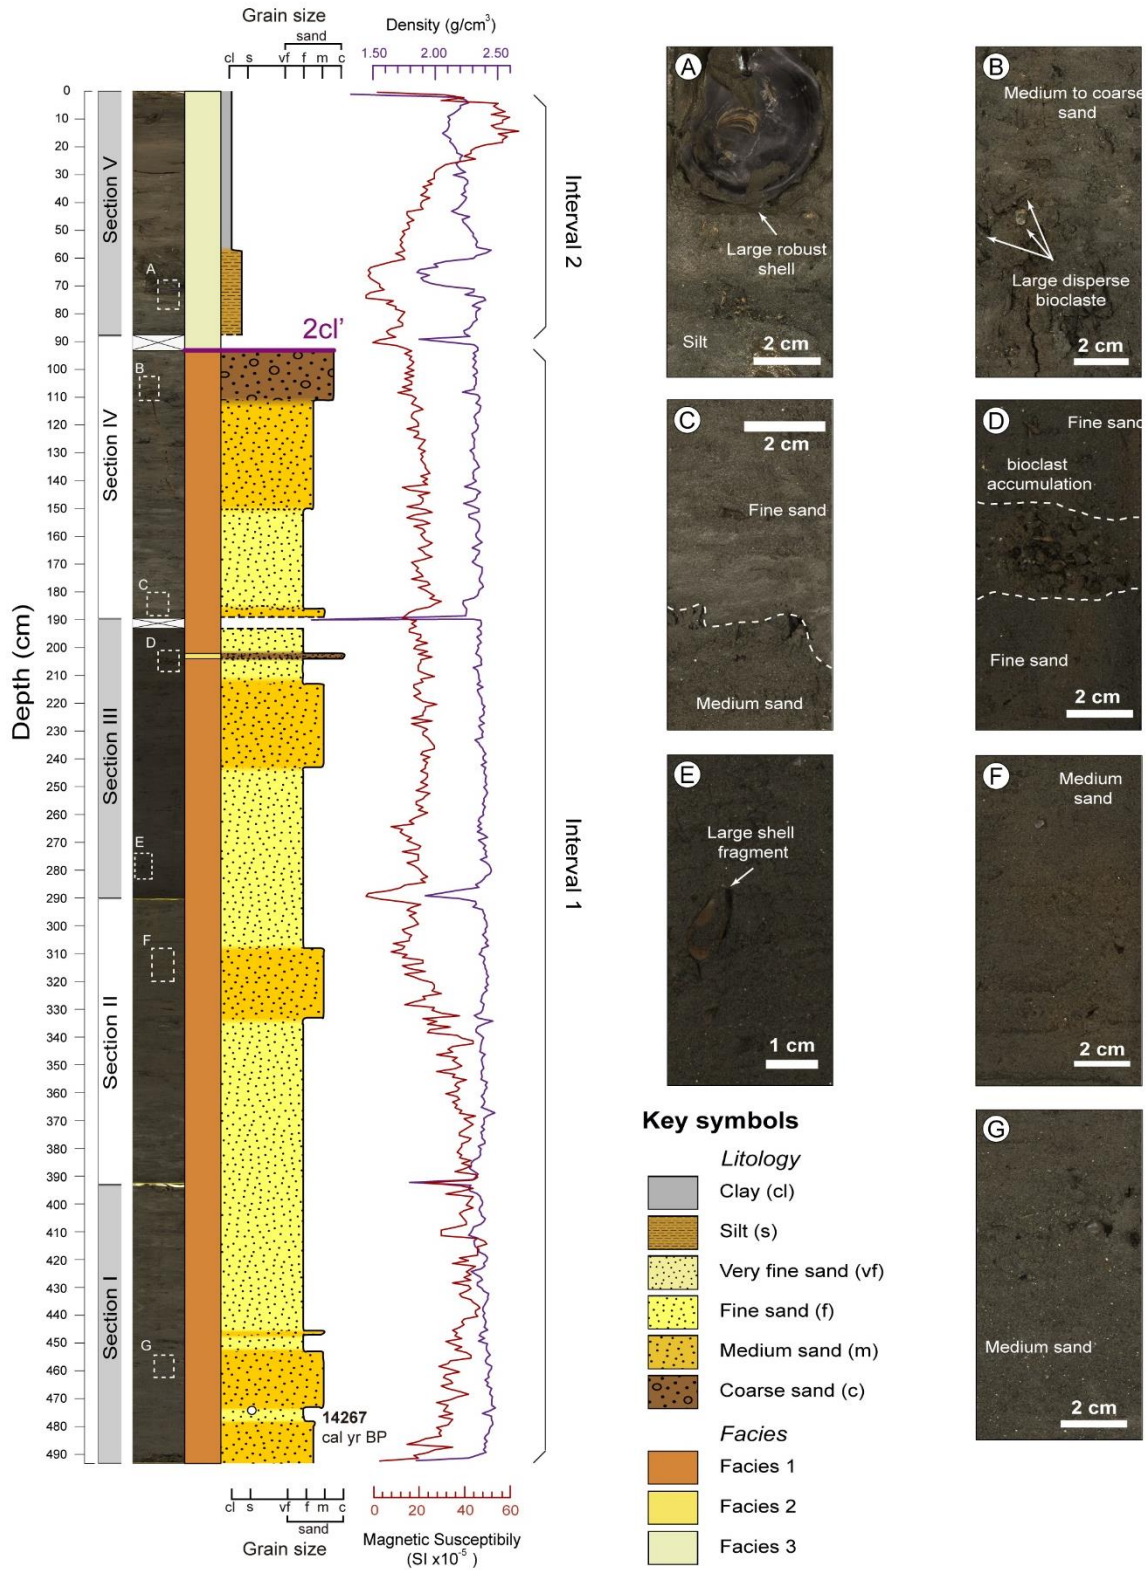 Grain size
sand
cl s vf f m c
Density (g/cm³)
1.50 2.00 2.50
Depth (cm)
0
10
20
30
40
50
60
70
80
90
100
110
120
130
140
150
160
170
180
190
200
210
220
230
240
250
260
270
280
290
300
310
320
330
340
350
360
370
380
390
400
410
420
430
440
450
460
470
480
490
Section V
Section IV
Section III
Section II
Section I
A
B
C
D
E
F
G
2cl'
14267
cal yr BP
Interval 2
Interval 1
cl s vf f m c
sand
Grain size
0 20 40 60
Magnetic Susceptibily
(SI x10⁻⁵ )
A
Large robust
shell
Silt
2 cm
B
Medium to coarse
sand
Large disperse
bioclaste
2 cm
C
2 cm
Fine sand
Medium sand
D
Fine sand
bioclast
accumulation
Fine sand
2 cm
E
Large shell
fragment
1 cm
F
Medium
sand
2 cm
G
Medium sand
2 cm
Key symbols
Litology
Clay (cl)
Silt (s)
Very fine sand (vf)
Fine sand (f)
Medium sand (m)
Coarse sand (c)
Facies
Facies 1
Facies 2
Facies 3